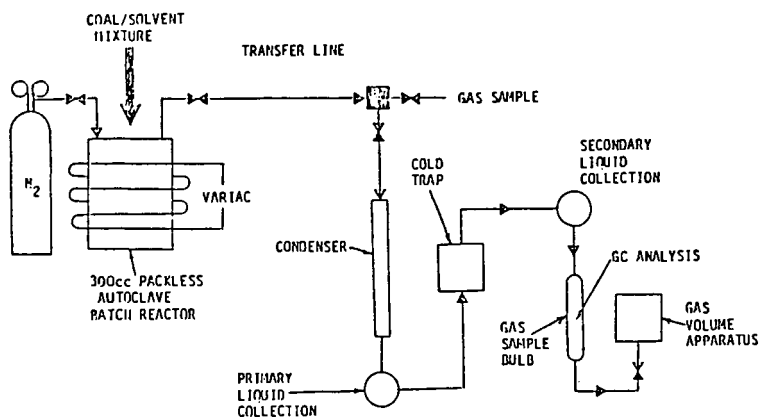 COAL/SOLVENT
MIXTURE
TRANSFER LINE
GAS SAMPLE
H2
VARIAC
300cc PACKLESS
AUTOCLAVE
BATCH REACTOR
CONDENSER
PRIMARY
LIQUID
COLLECTION
COLD
TRAP
SECONDARY
LIQUID
COLLECTION
GC ANALYSIS
GAS
SAMPLE
BULB
GAS
VOLUME
APPARATUS